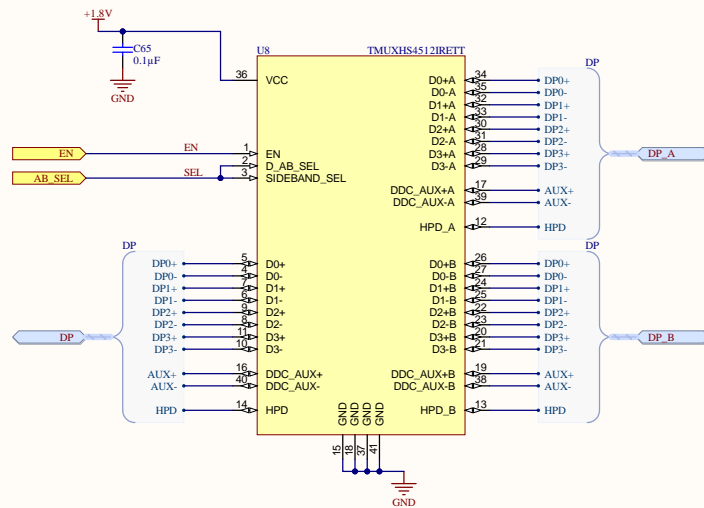 +1.8V
C65
0.1µF
GND
U8 TMUXHS4512IRETT
36 VCC
EN EN 1 EN
2 D_AB_SEL
AB_SEL SEL 3 SIDEBAND_SEL
DP
D0+A 34 DP0+
D0-A 35 DP0-
D1+A 32 DP1+
D1-A 33 DP1-
D2+A 30 DP2+
D2-A 31 DP2-
D3+A 28 DP3+
D3-A 29 DP3-
DP_A
DDC_AUX+A 17 AUX+
DDC_AUX-A 39 AUX-
HPD_A 12 HPD
DP
DP0+ 5 D0+
DP0- 4 D0-
DP1+ 7 D1+
DP1- 6 D1-
DP2+ 9 D2+
DP2- 8 D2-
DP3+ 11 D3+
DP3- 10 D3-
DP
AUX+ 16 DDC_AUX+
AUX- 40 DDC_AUX-
HPD 14 HPD
DP
D0+B 26 DP0+
D0-B 27 DP0-
D1+B 24 DP1+
D1-B 25 DP1-
D2+B 22 DP2+
D2-B 23 DP2-
D3+B 20 DP3+
D3-B 21 DP3-
DP_B
DDC_AUX+B 19 AUX+
DDC_AUX-B 38 AUX-
HPD_B 13 HPD
GND GND GND GND
15 18 37 41
GND